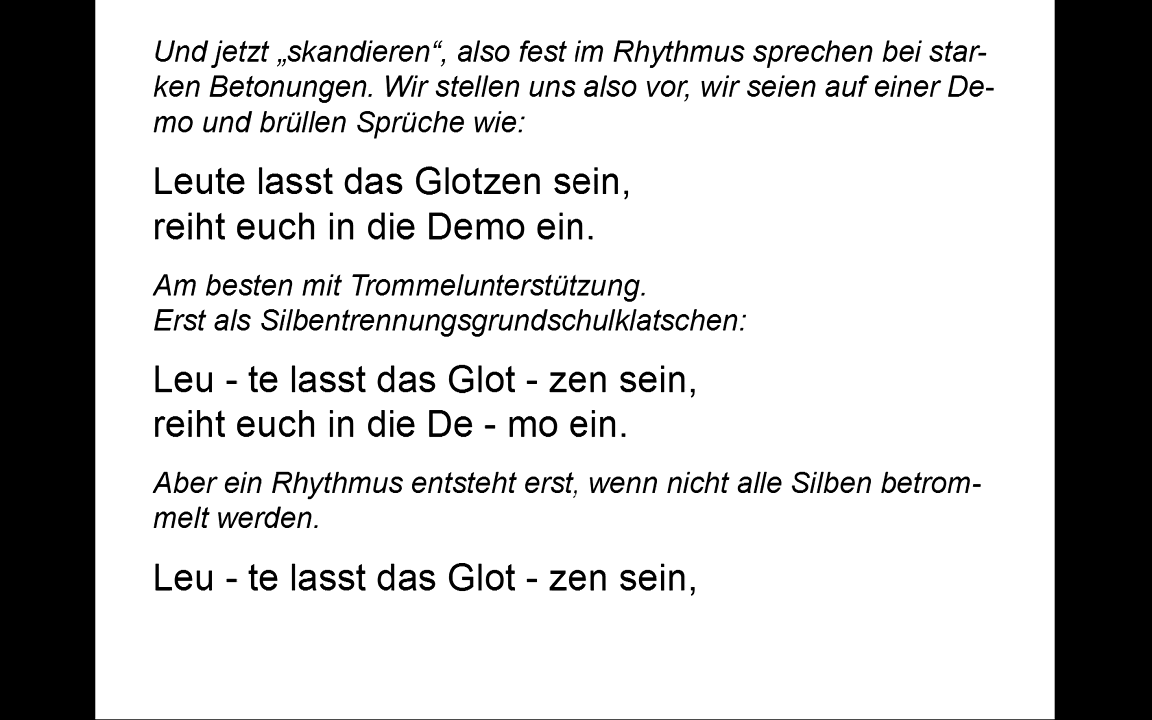 Und jetzt „skandieren“, also fest im Rhythmus sprechen bei star-
ken Betonungen. Wir stellen uns also vor, wir seien auf einer De-
mo und brüllen Sprüche wie:
Leute lasst das Glotzen sein,
reiht euch in die Demo ein.
Am besten mit Trommelunterstützung.
Erst als Silbentrennungsgrundschulklatschen:
Leu - te lasst das Glot - zen sein,
reiht euch in die De - mo ein.
Aber ein Rhythmus entsteht erst, wenn nicht alle Silben betrom-
melt werden.
Leu - te lasst das Glot - zen sein,